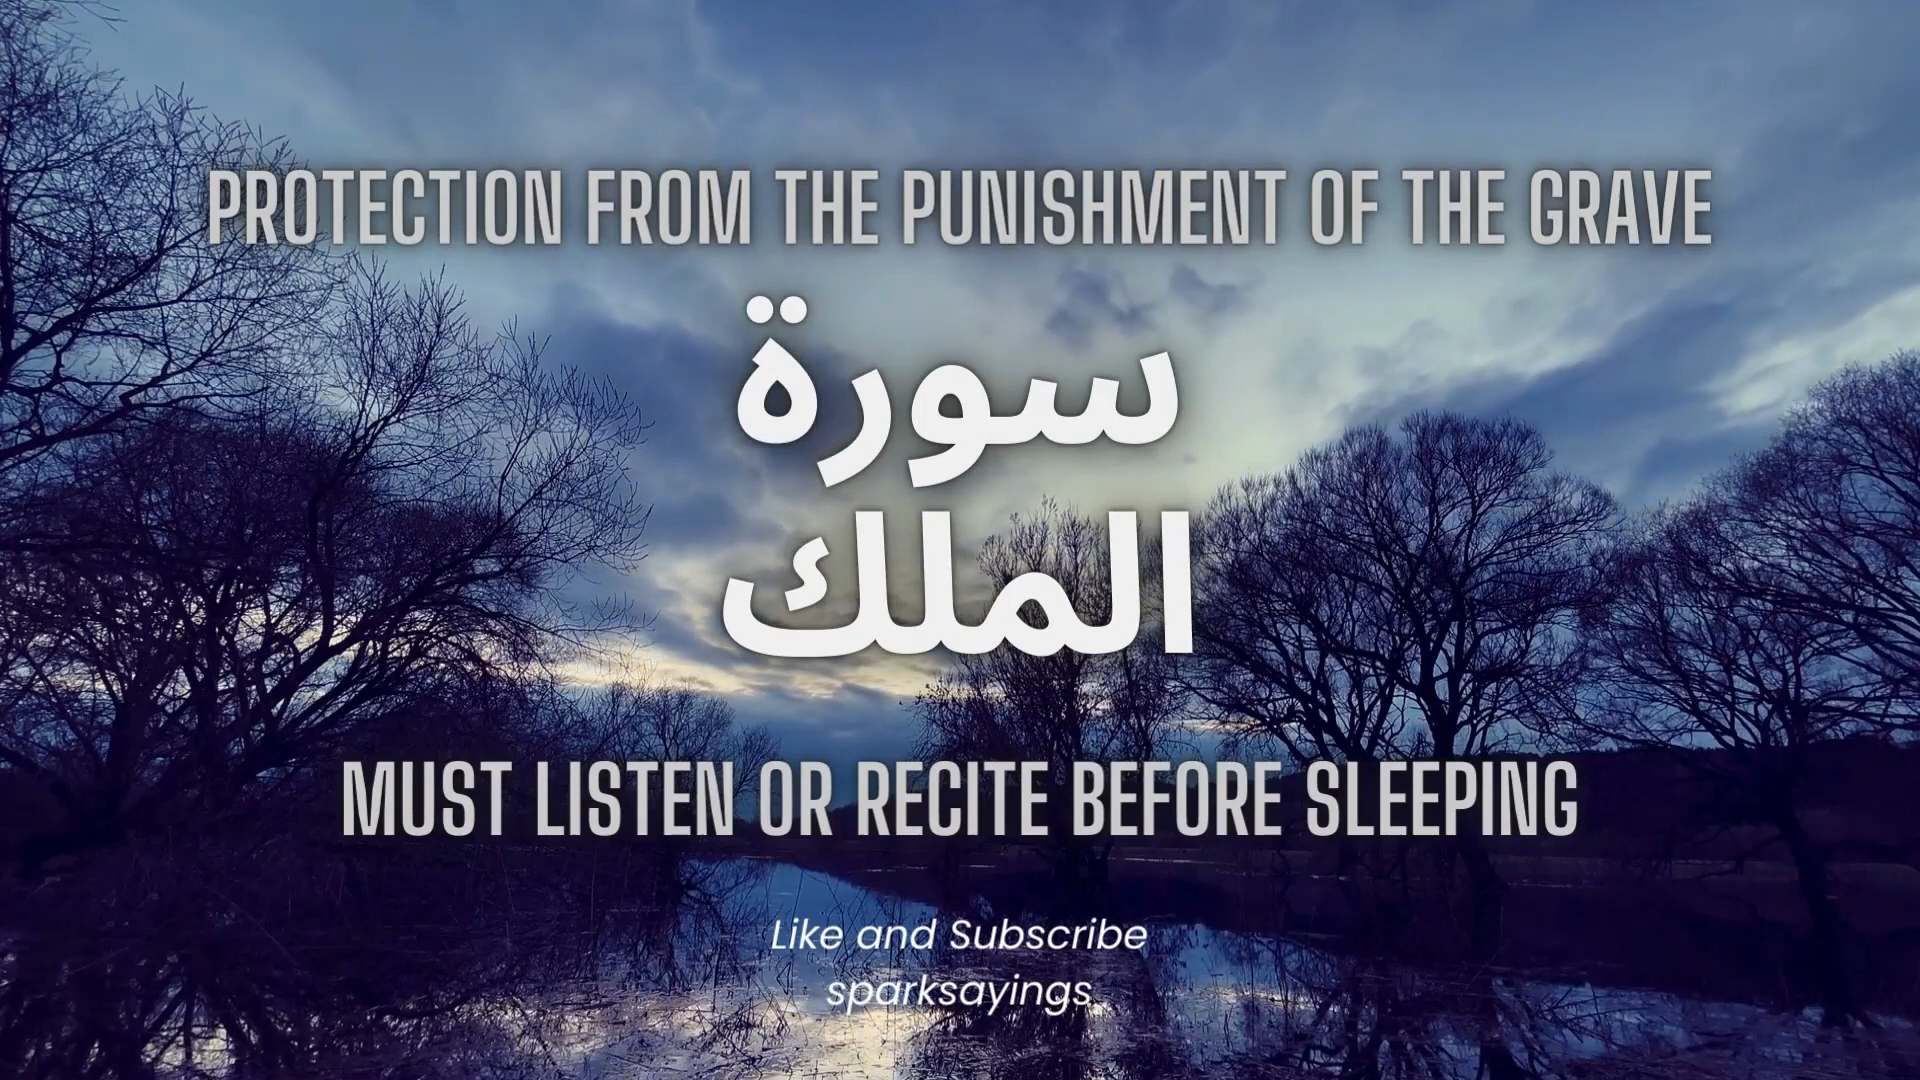 PROTECTION FROM THE PUNISHMENT OF THE GRAVE
سورة
الملك
MUST LISTEN OR RECITE BEFORE SLEEPING
Like and Subscribe
sparksayings